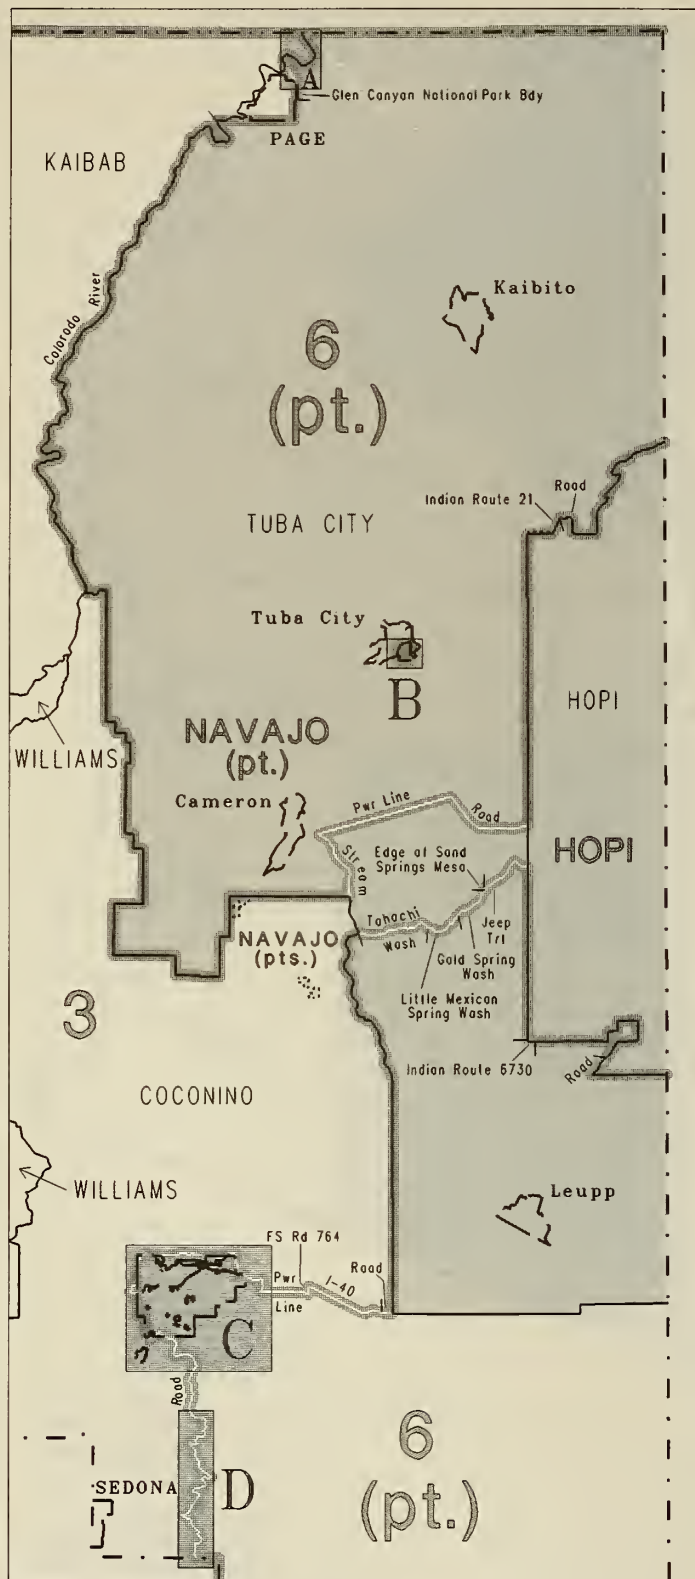 A
Glen Canyon National Park Bdy
PAGE
KAIBAB
Colorado River
Kaibito
6
(pt.)
Indian Route 21
Road
TUBA CITY
Tuba City
B
HOPI
NAVAJO
(pt.)
WILLIAMS
Cameron
Pwr Line
Road
Stream
Edge of Sand
Springs Mesa
HOPI
Jeep
Trl
Tohachi
Wash
Gold Spring
Wash
Little Mexican
Spring Wash
NAVAJO
(pts.)
3
Indian Route 6730
Road
COCONINO
WILLIAMS
Leupp
FS Rd 764
Road
Pwr
Line
I-40
C
Road
6
(pt.)
SEDONA
D